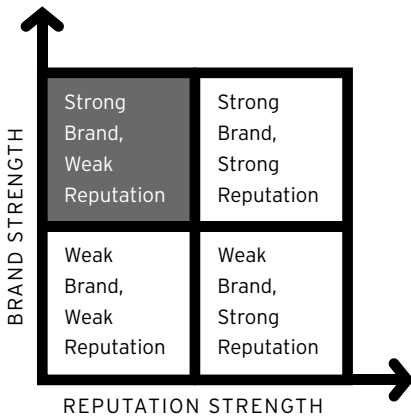 BRAND STRENGTH
Strong
Brand,
Weak
Reputation
Strong
Brand,
Strong
Reputation
Weak
Brand,
Weak
Reputation
Weak
Brand,
Strong
Reputation
REPUTATION STRENGTH